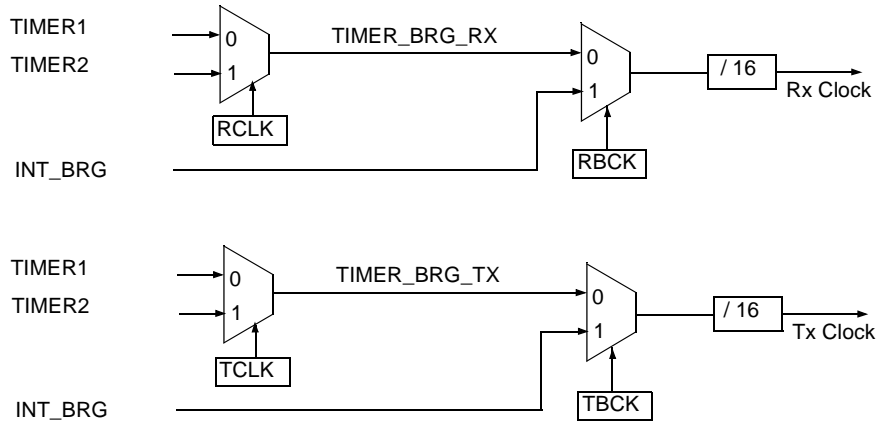 TIMER1
0
TIMER_BRG_RX
0
TIMER2
1
/ 16
Rx Clock
1
RCLK
RBCK
INT_BRG
TIMER1
0
TIMER_BRG_TX
0
TIMER2
1
/ 16
Tx Clock
1
TCLK
TBCK
INT_BRG